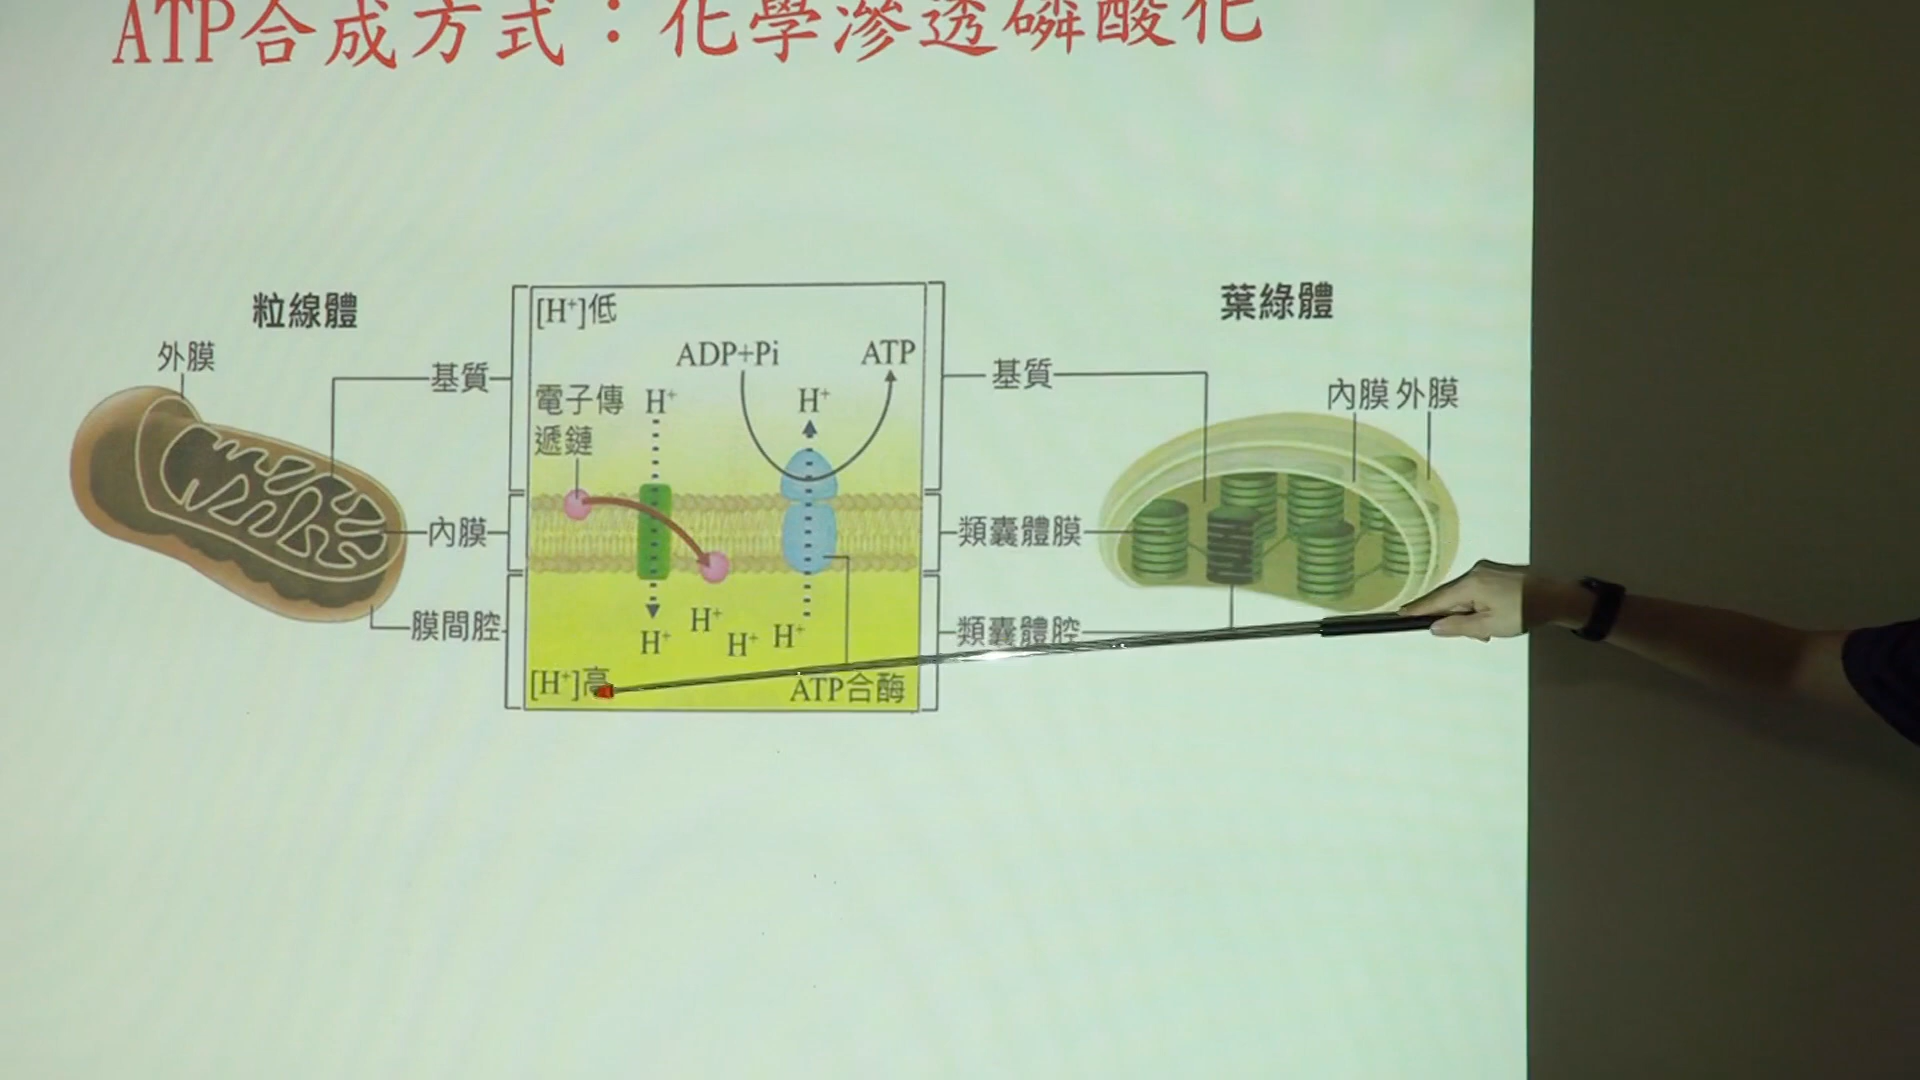 ATP合成方式：化學滲透磷酸化
粒線體
外膜
基質
內膜
膜間腔
[H⁺]低
ADP+Pi
ATP
電子傳
遞鏈
H⁺
H⁺
H⁺
H⁺
H⁺
H⁺
[H⁺]高
ATP合酶
葉綠體
基質
內膜
外膜
類囊體膜
類囊體腔